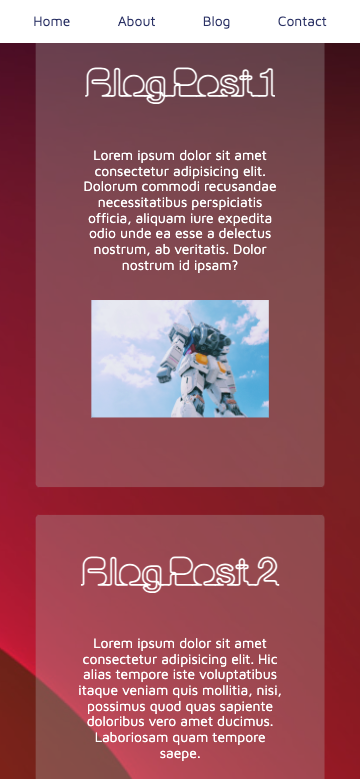 Home About Blog Contact
Blog Post 1
Lorem ipsum dolor sit amet
consectetur adipisicing elit.
Dolorum commodi recusandae
necessitatibus perspiciatis
officia, aliquam iure expedita
odio unde ea esse a delectus
nostrum, ab veritatis. Dolor
nostrum id ipsam?
Blog Post 2
Lorem ipsum dolor sit amet
consectetur adipisicing elit. Hic
alias tempore iste voluptatibus
itaque veniam quis mollitia, nisi,
possimus quod quas sapiente
doloribus vero amet ducimus.
Laboriosam quam tempore
saepe.